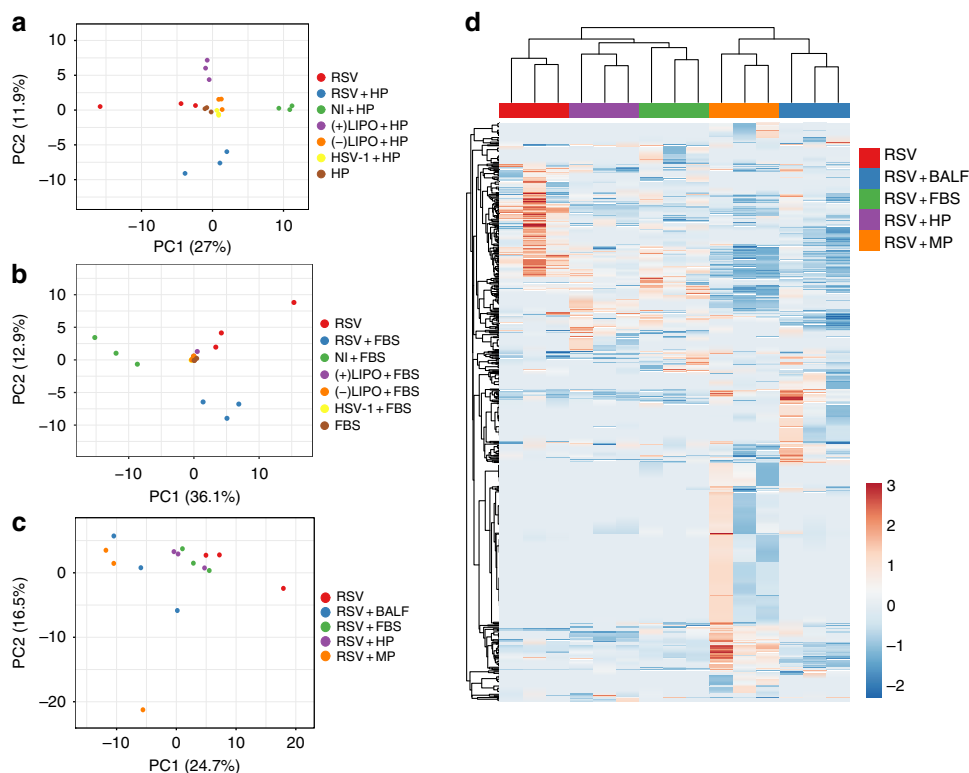 a
10
5
0
−5
−10
−10
0
10
PC2 (11.9%)
PC1 (27%)
RSV
RSV+HP
NI+HP
(+)LIPO+HP
(−)LIPO+HP
HSV-1+HP
HP
b
10
5
0
−5
−10
−10
0
10
PC2 (12.9%)
PC1 (36.1%)
RSV
RSV+FBS
NI+FBS
(+)LIPO+FBS
(−)LIPO+FBS
HSV-1+FBS
FBS
c
0
−10
−20
−10
0
10
20
PC2 (16.5%)
PC1 (24.7%)
RSV
RSV+BALF
RSV+FBS
RSV+HP
RSV+MP
d
RSV
RSV+BALF
RSV+FBS
RSV+HP
RSV+MP
3
2
1
0
−1
−2